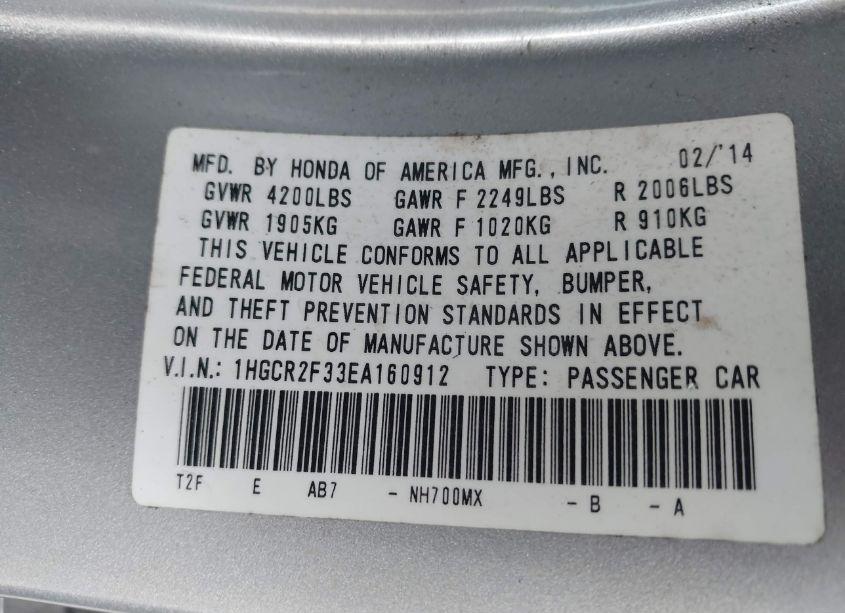 MFD. BY HONDA OF AMERICA MFG., INC. 02/'14
GVWR 4200LBS GAWR F 2249LBS R 2006LBS
GVWR 1905KG GAWR F 1020KG R 910KG
THIS VEHICLE CONFORMS TO ALL APPLICABLE
FEDERAL MOTOR VEHICLE SAFETY, BUMPER,
AND THEFT PREVENTION STANDARDS IN EFFECT
ON THE DATE OF MANUFACTURE SHOWN ABOVE.
V.I.N.: 1HGCR2F33EA160912 TYPE: PASSENGER CAR
T2F E AB7 - NH700MX - B - A